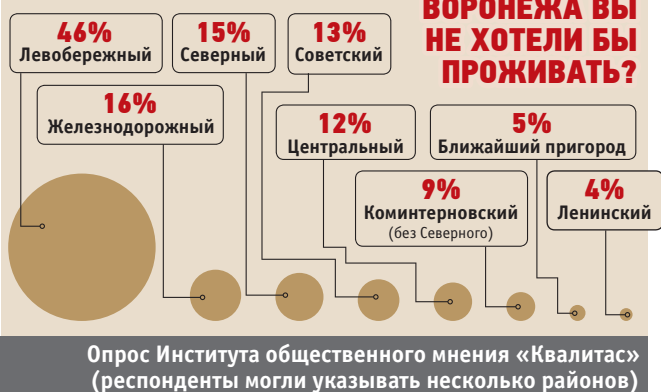 ВОРОНЕЖА ВЫ
НЕ ХОТЕЛИ БЫ
ПРОЖИВАТЬ?
46%
Левобережный
15%
Северный
13%
Советский
16%
Железнодорожный
12%
Центральный
5%
Ближайший пригород
9%
Коминтерновский
(без Северного)
4%
Ленинский
Опрос Института общественного мнения «Квалитас»
(респонденты могли указывать несколько районов)